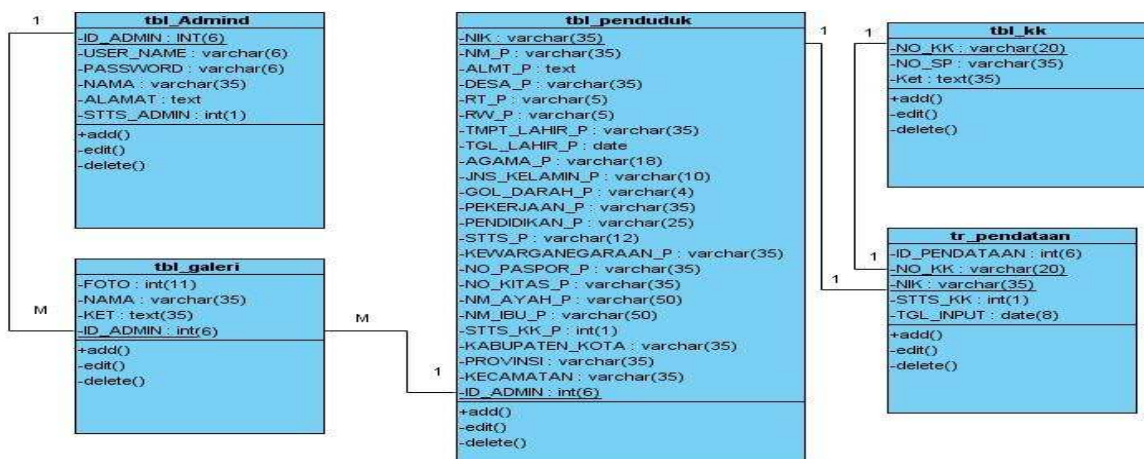 1
tbl_Admind
-ID_ADMIN : INT(6)
-USER_NAME : varchar(6)
-PASSWORD : varchar(6)
-NAMA : varchar(35)
-ALAMAT : text
-STTS_ADMIN : int(1)
+add()
-edit()
-delete()
M
tbl_galeri
-FOTO : int(11)
-NAMA : varchar(35)
-KET : text(35)
-ID_ADMIN : int(6)
+add()
-edit()
-delete()
M
1
tbl_penduduk
-NIK : varchar(35)
-NM_P : varchar(35)
-ALMT_P : text
-DESA_P : varchar(35)
-RT_P : varchar(5)
-RW_P : varchar(5)
-TMPT_LAHIR_P : varchar(35)
-TGL_LAHIR_P : date
-AGAMA_P : varchar(18)
-JNS_KELAMIN_P : varchar(10)
-GOL_DARAH_P : varchar(4)
-PEKERJAAN_P : varchar(35)
-PENDIDIKAN_P : varchar(25)
-STTS_P : varchar(12)
-KEWARGANEGARAAN_P : varchar(35)
-NO_PASPOR_P : varchar(35)
-NO_KITAS_P : varchar(35)
-NM_AYAH_P : varchar(50)
-NM_IBU_P : varchar(50)
-STTS_KK_P : int(1)
-KABUPATEN_KOTA : varchar(35)
-PROVINSI : varchar(35)
-KECAMATAN : varchar(35)
-ID_ADMIN : int(6)
+add()
-edit()
-delete()
1
1
1
1
tbl_kk
-NO_KK : varchar(20)
-NO_SP : varchar(35)
-Ket : text(35)
+add()
-edit()
-delete()
tr_pendataan
-ID_PENDATAAN : int(6)
-NO_KK : varchar(20)
-NIK : varchar(35)
-STTS_KK : int(1)
-TGL_INPUT : date(8)
+add()
-edit()
-delete()